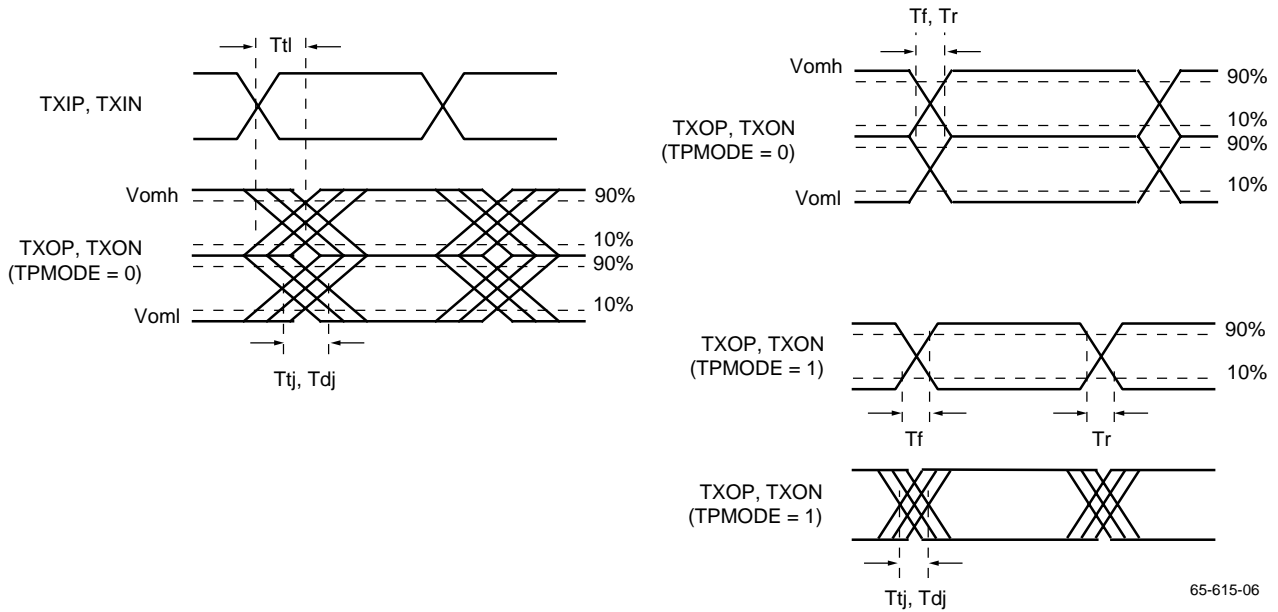 Ttl
TXIP, TXIN
Vomh
90%
TXOP, TXON
(TPMODE = 0)
10%
90%
10%
Voml
Ttj, Tdj
Tf, Tr
Vomh
90%
TXOP, TXON
(TPMODE = 0)
10%
90%
10%
Voml
TXOP, TXON
(TPMODE = 1)
90%
10%
Tf
Tr
TXOP, TXON
(TPMODE = 1)
Ttj, Tdj
65-615-06